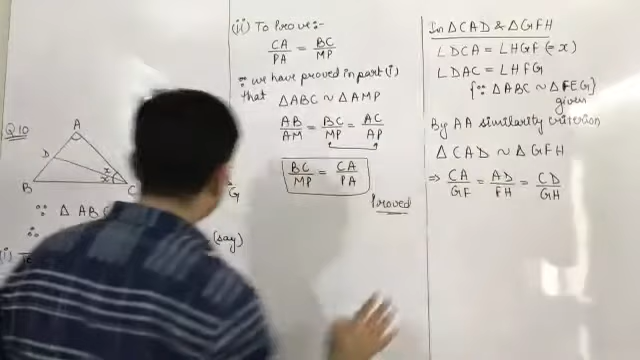 Q10
A
D
x
x
B
C
G
∵ Δ AB
(say)
∴
(i) To
(ii) To Prove:-
CA/PA = BC/MP
∵ we have proved in part (i)
that ΔABC ~ ΔAMP
AB/AM = BC/MP = AC/AP
BC/MP = CA/PA
Proved
In ΔCAD & ΔGFH
∠DCA = ∠HGF (= x)
∠DAC = ∠HFG
{∵ ΔABC ~ ΔFEG}
given
By AA similarity criterion
ΔCAD ~ ΔGFH
⇒ CA/GF = AD/FH = CD/GH